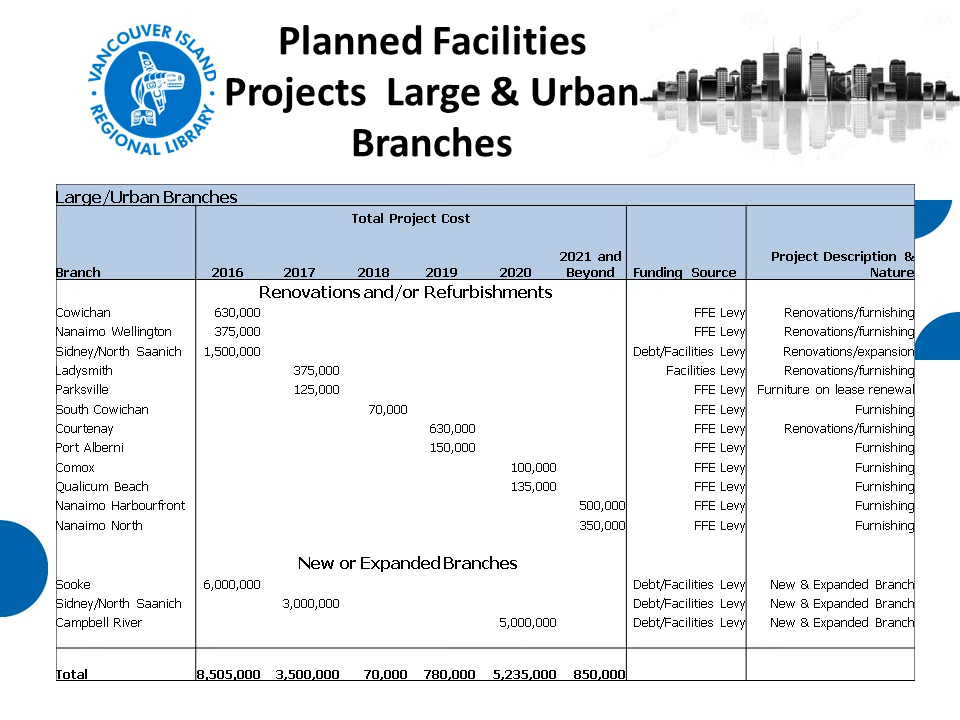 VANCOUVER ISLAND
REGIONAL LIBRARY
Planned Facilities
Projects Large & Urban
Branches
Large/Urban Branches
Total Project Cost
Branch 2016 2017 2018 2019 2020 2021 and Beyond Funding Source Project Description & Nature
Renovations and/or Refurbishments
Cowichan 630,000 FFE Levy Renovations/furnishing
Nanaimo Wellington 375,000 FFE Levy Renovations/furnishing
Sidney/North Saanich 1,500,000 Debt/Facilities Levy Renovations/expansion
Ladysmith 375,000 Facilities Levy Renovations/furnishing
Parksville 125,000 FFE Levy Furniture on lease renewal
South Cowichan 70,000 FFE Levy Furnishing
Courtenay 630,000 FFE Levy Renovations/furnishing
Port Alberni 150,000 FFE Levy Furnishing
Comox 100,000 FFE Levy Furnishing
Qualicum Beach 135,000 FFE Levy Furnishing
Nanaimo Harbourfront 500,000 FFE Levy Furnishing
Nanaimo North 350,000 FFE Levy Furnishing
New or Expanded Branches
Sooke 6,000,000 Debt/Facilities Levy New & Expanded Branch
Sidney/North Saanich 3,000,000 Debt/Facilities Levy New & Expanded Branch
Campbell River 5,000,000 Debt/Facilities Levy New & Expanded Branch
Total 8,505,000 3,500,000 70,000 780,000 5,235,000 850,000